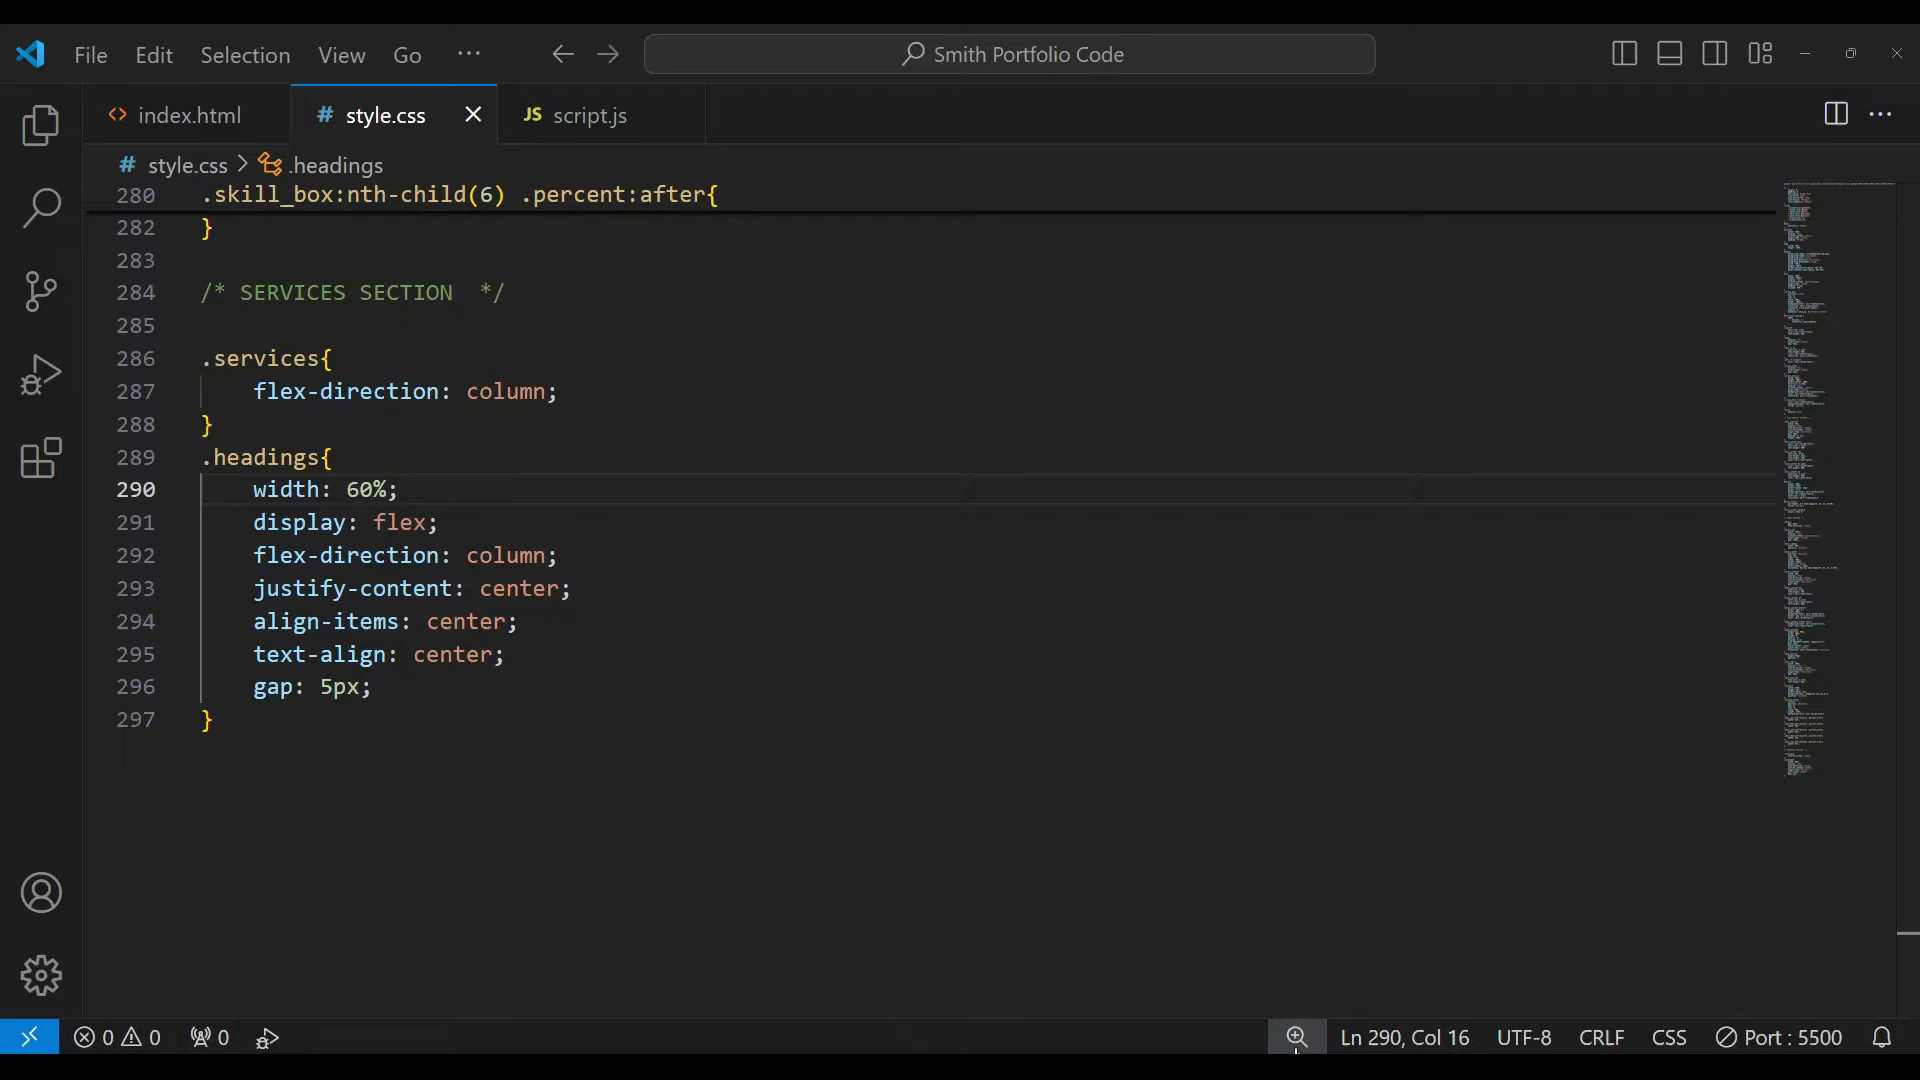 File Edit Selection View Go ··· Smith Portfolio Code
index.html # style.css JS script.js
# style.css > .headings
280 .skill_box:nth-child(6) .percent:after{
282 }
283
284 /* SERVICES SECTION  */
285
286 .services{
287 flex-direction: column;
288 }
289 .headings{
290 width: 60%;
291 display: flex;
292 flex-direction: column;
293 justify-content: center;
294 align-items: center;
295 text-align: center;
296 gap: 5px;
297 }
0 0 0 Ln 290, Col 16 UTF-8 CRLF CSS Port : 5500